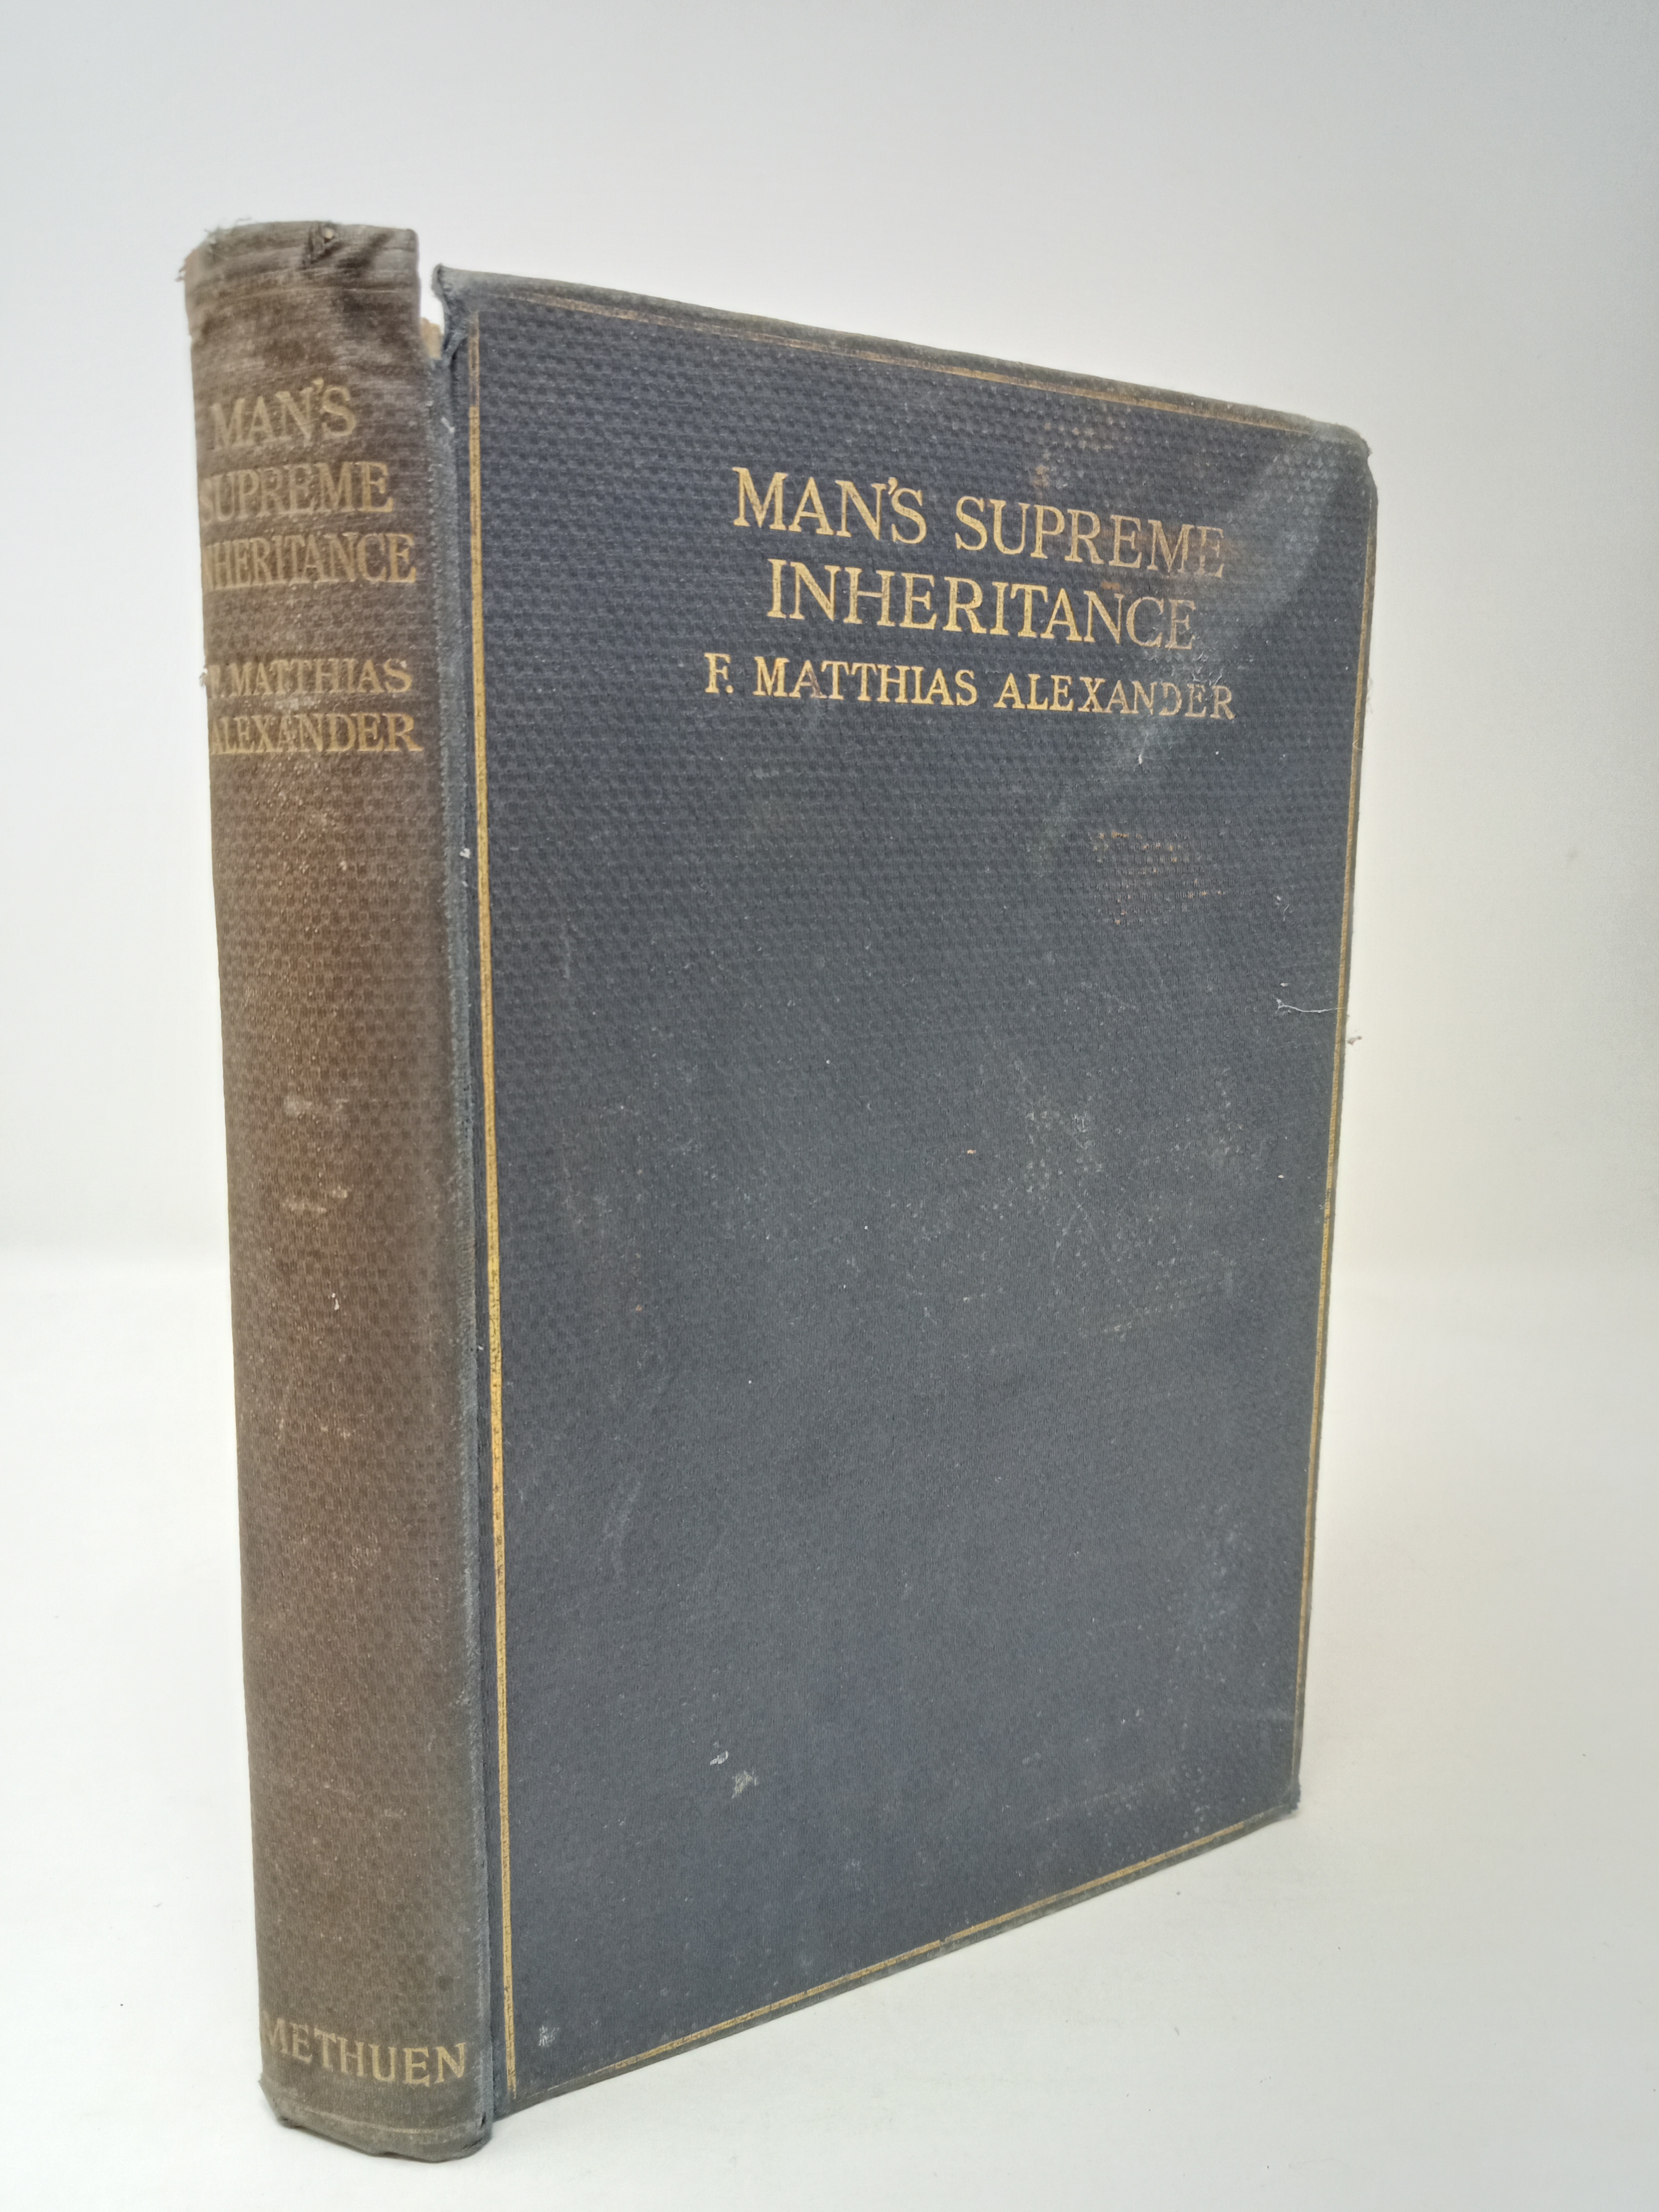 MAN'S
SUPREME
INHERITANCE
F. MATTHIAS
ALEXANDER
METHUEN
MAN'S SUPREME
INHERITANCE
F. MATTHIAS ALEXANDER